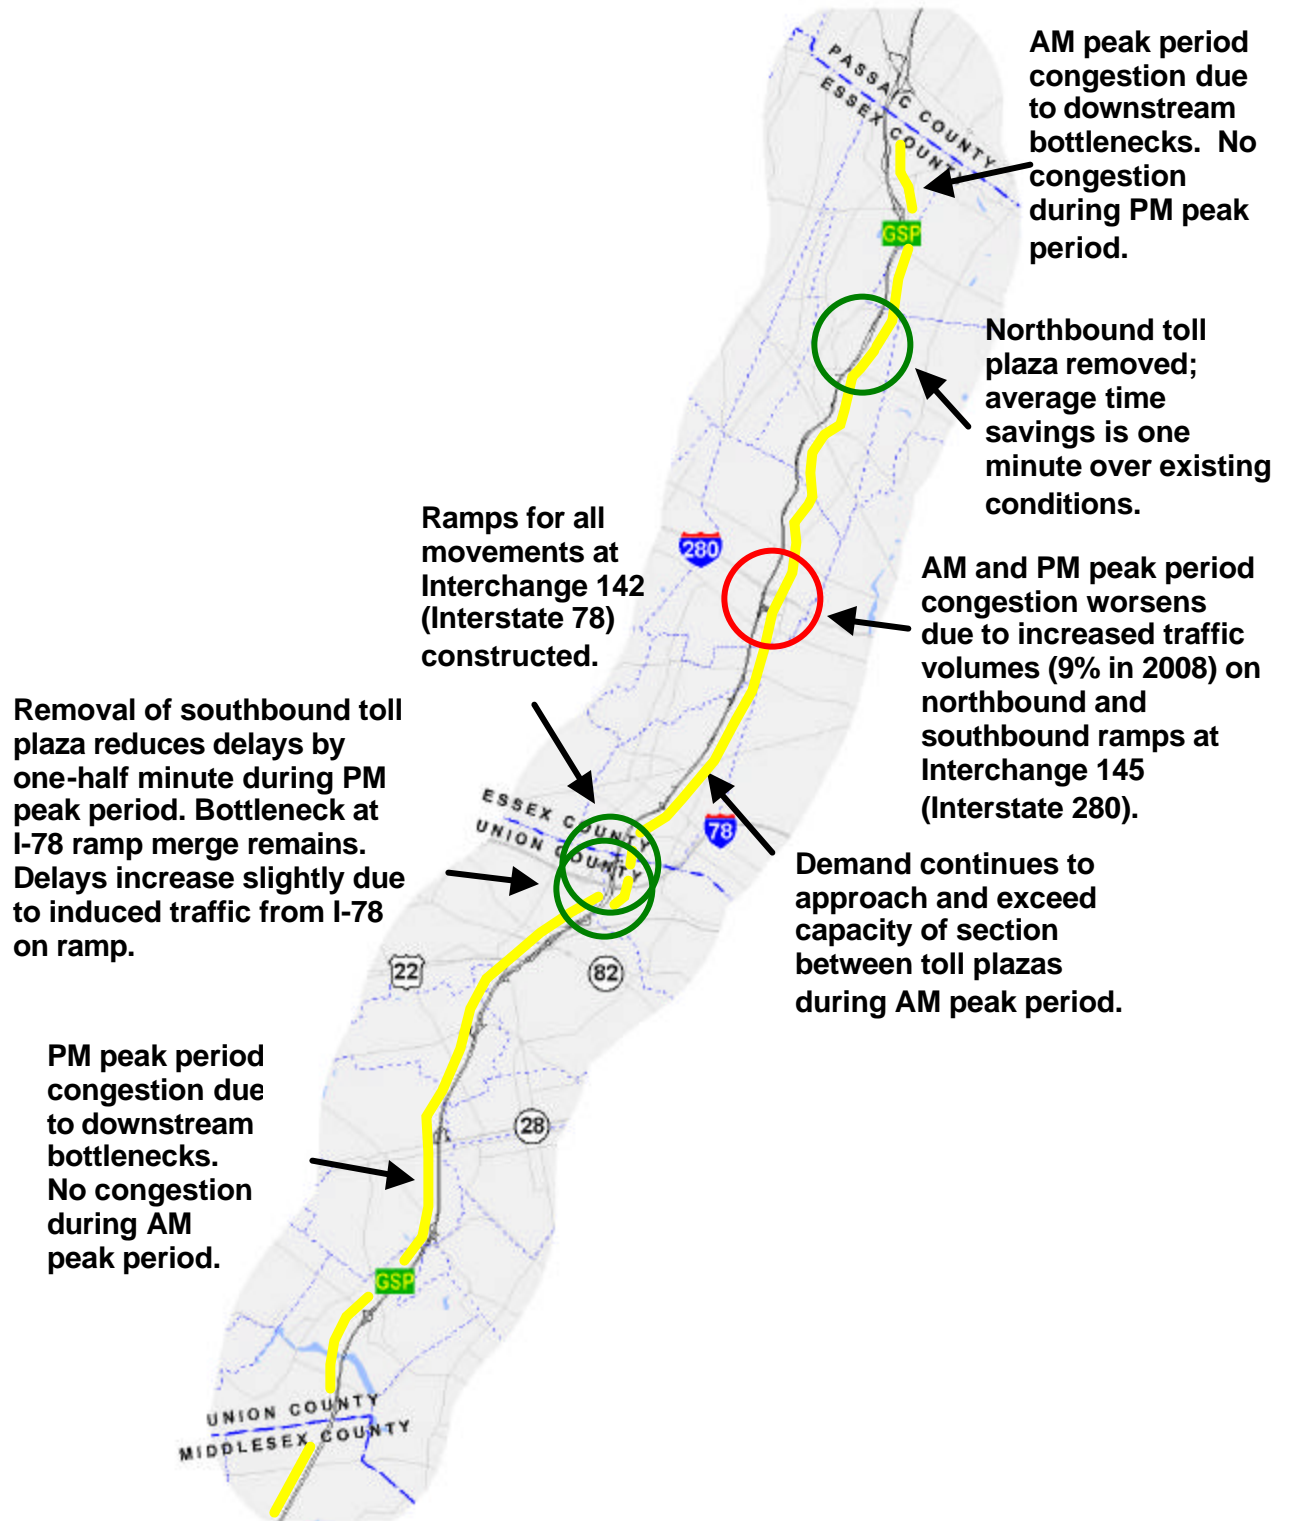 AM peak period
congestion due
to downstream
bottlenecks.  No
congestion
during PM peak
period.
PASSAIC COUNTY
ESSEX COUNTY
GSP
Northbound toll
plaza removed;
average time
savings is one
minute over existing
conditions.
Ramps for all
movements at
Interchange 142
(Interstate 78)
constructed.
280
AM and PM peak period
congestion worsens
due to increased traffic
volumes (9% in 2008) on
northbound and
southbound ramps at
Interchange 145
(Interstate 280).
Removal of southbound toll
plaza reduces delays by
one-half minute during PM
peak period. Bottleneck at
I-78 ramp merge remains.
Delays increase slightly due
to induced traffic from I-78
on ramp.
ESSEX COUNTY
UNION COUNTY
78
Demand continues to
approach and exceed
capacity of section
between toll plazas
during AM peak period.
22
82
PM peak period
congestion due
to downstream
bottlenecks.
No congestion
during AM
peak period.
28
GSP
UNION COUNTY
MIDDLESEX COUNTY